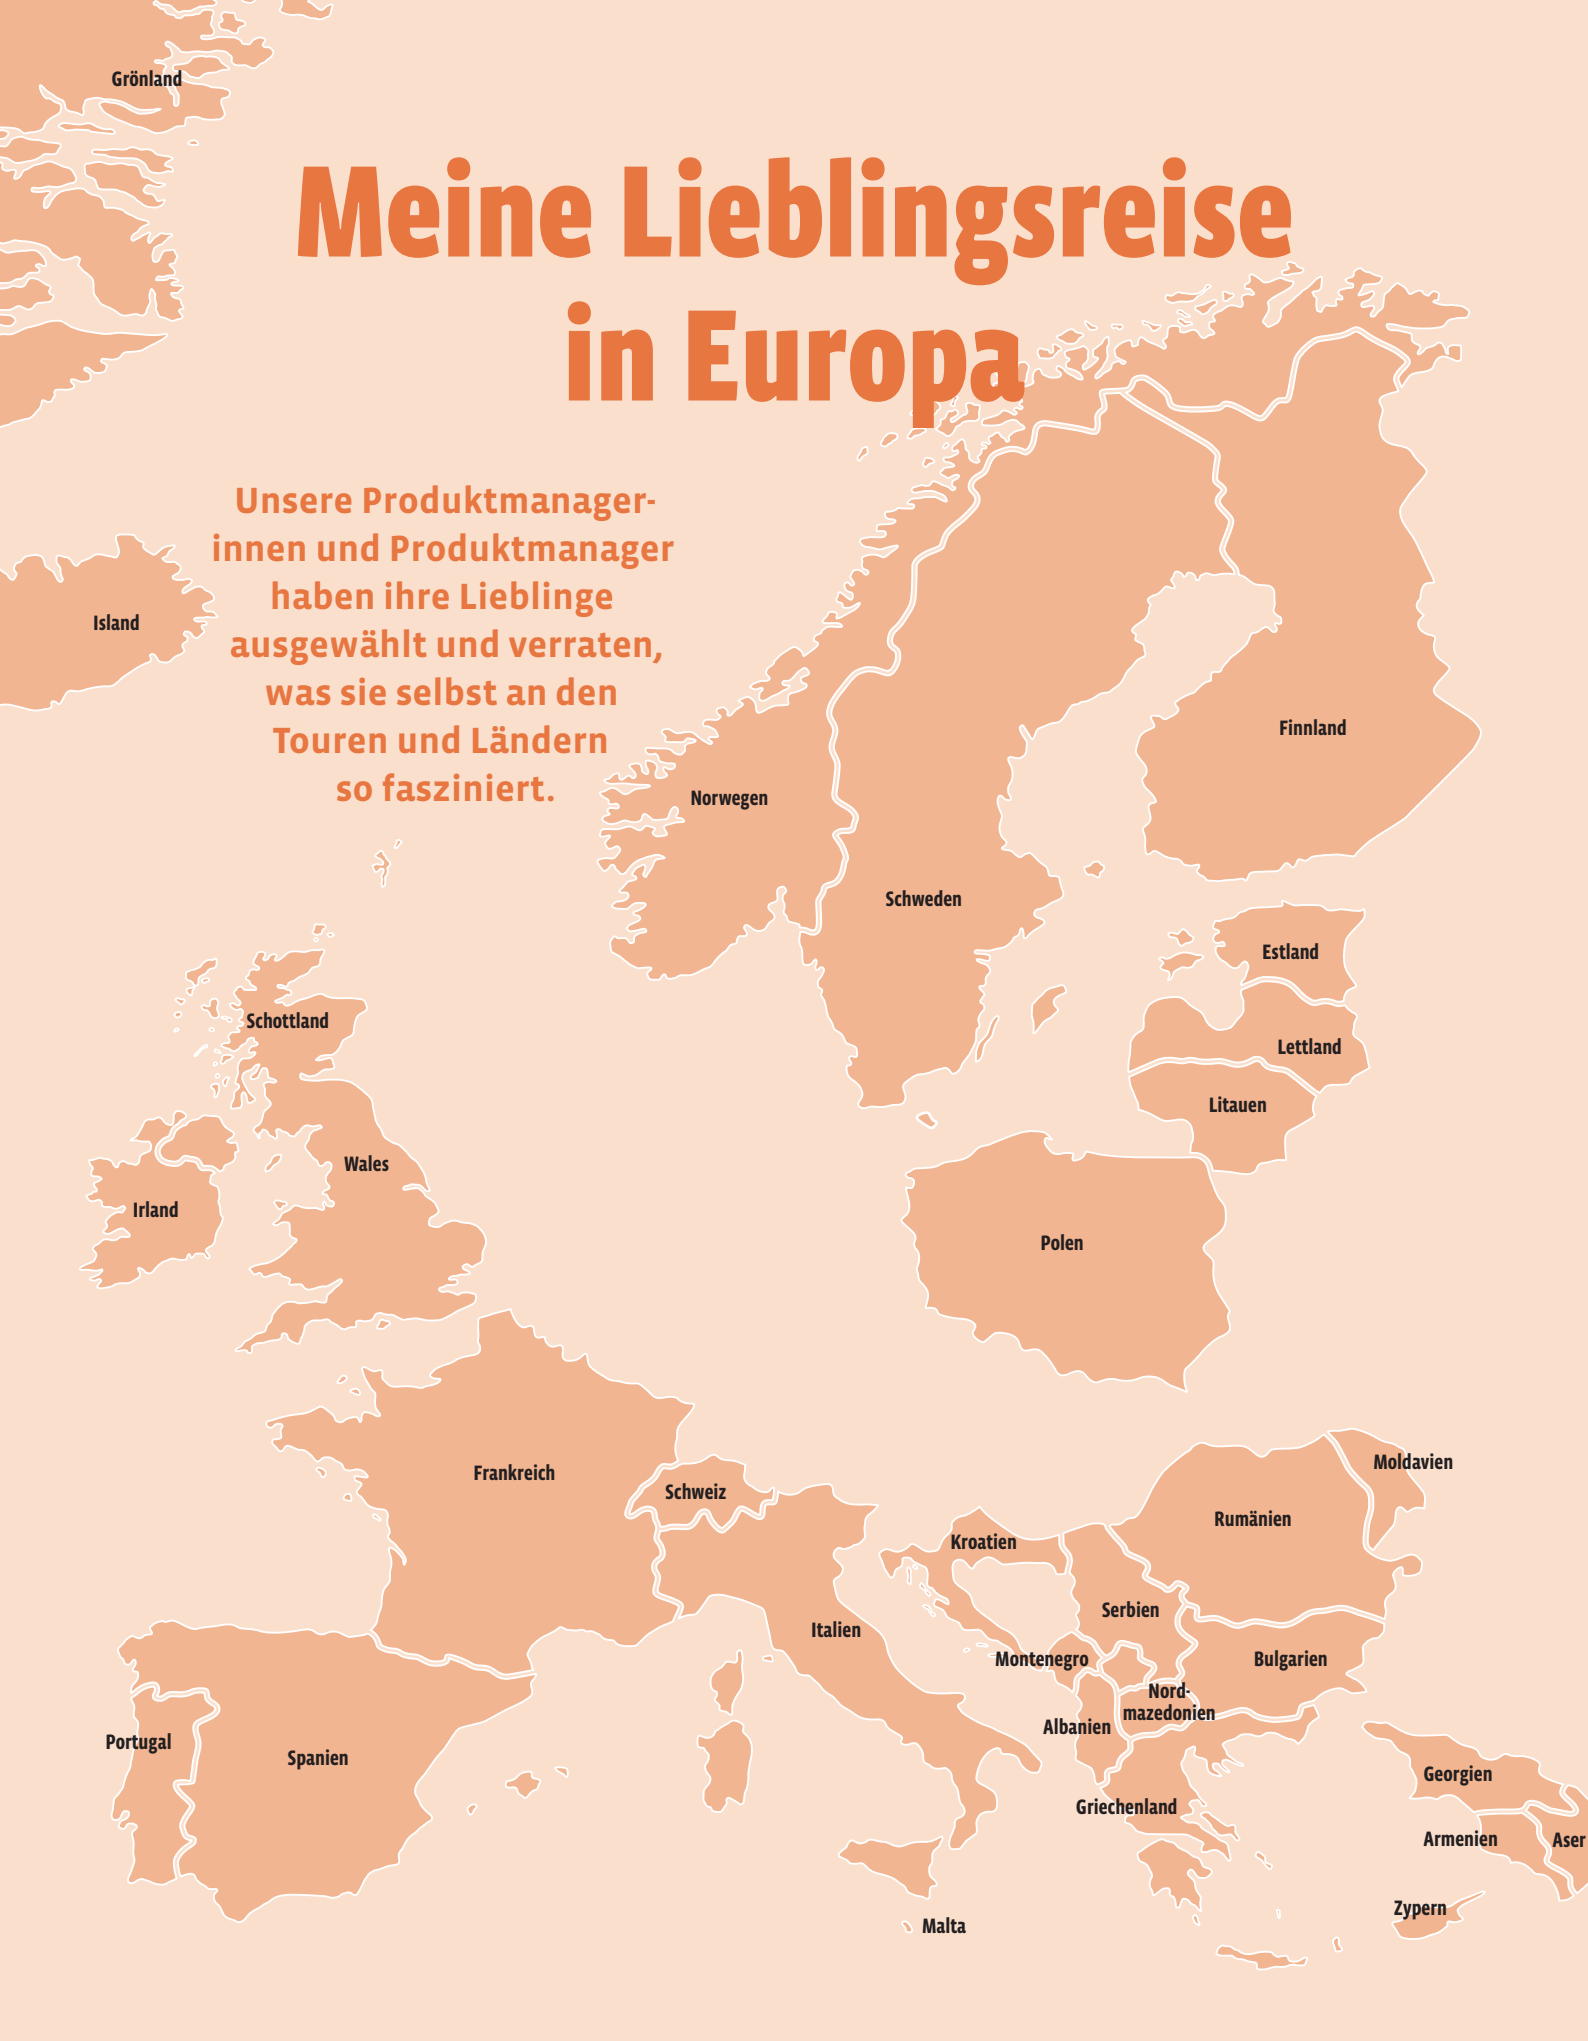 Grönland
Meine Lieblingsreise
in Europa
Unsere Produktmanager-
innen und Produktmanager
haben ihre Lieblinge
ausgewählt und verraten,
was sie selbst an den
Touren und Ländern
so fasziniert.
Island
Finnland
Norwegen
Schweden
Estland
Schottland
Lettland
Litauen
Wales
Irland
Polen
Moldavien
Frankreich
Schweiz
Rumänien
Kroatien
Serbien
Italien
Montenegro
Bulgarien
Nord-
mazedonien
Albanien
Portugal
Spanien
Georgien
Griechenland
Armenien
Aser
Zypern
Malta